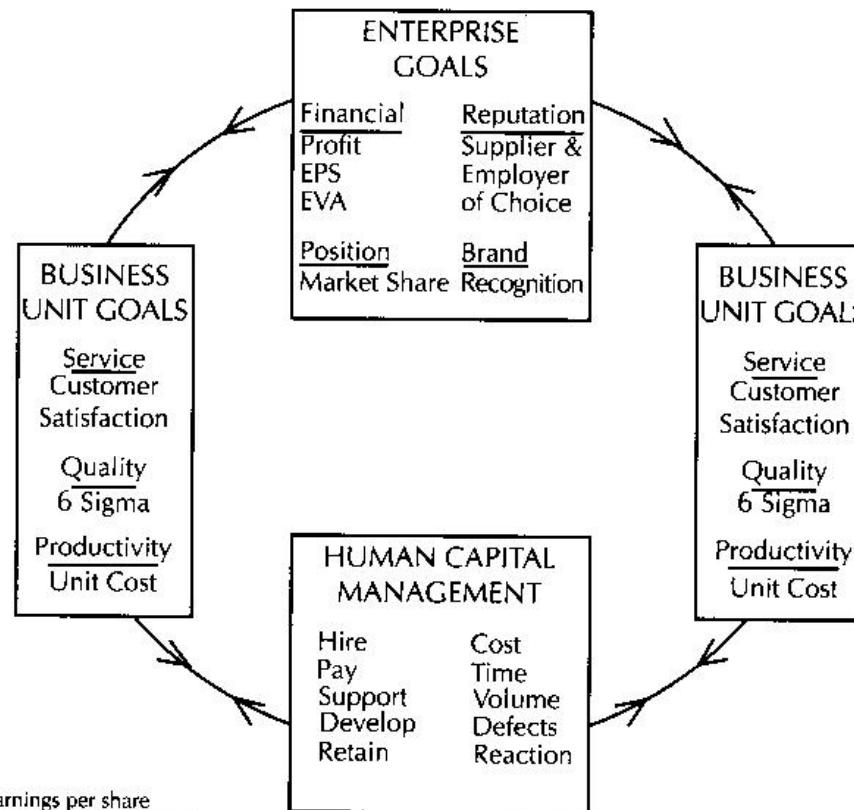 ENTERPRISE
GOALS
Financial Reputation
Profit Supplier &
EPS Employer
EVA of Choice
Position Brand
Market Share Recognition
BUSINESS
UNIT GOALS
Service
Customer
Satisfaction
Quality
6 Sigma
Productivity
Unit Cost
BUSINESS
UNIT GOALS
Service
Customer
Satisfaction
Quality
6 Sigma
Productivity
Unit Cost
HUMAN CAPITAL
MANAGEMENT
Hire Cost
Pay Time
Support Volume
Develop Defects
Retain Reaction
arnings per share